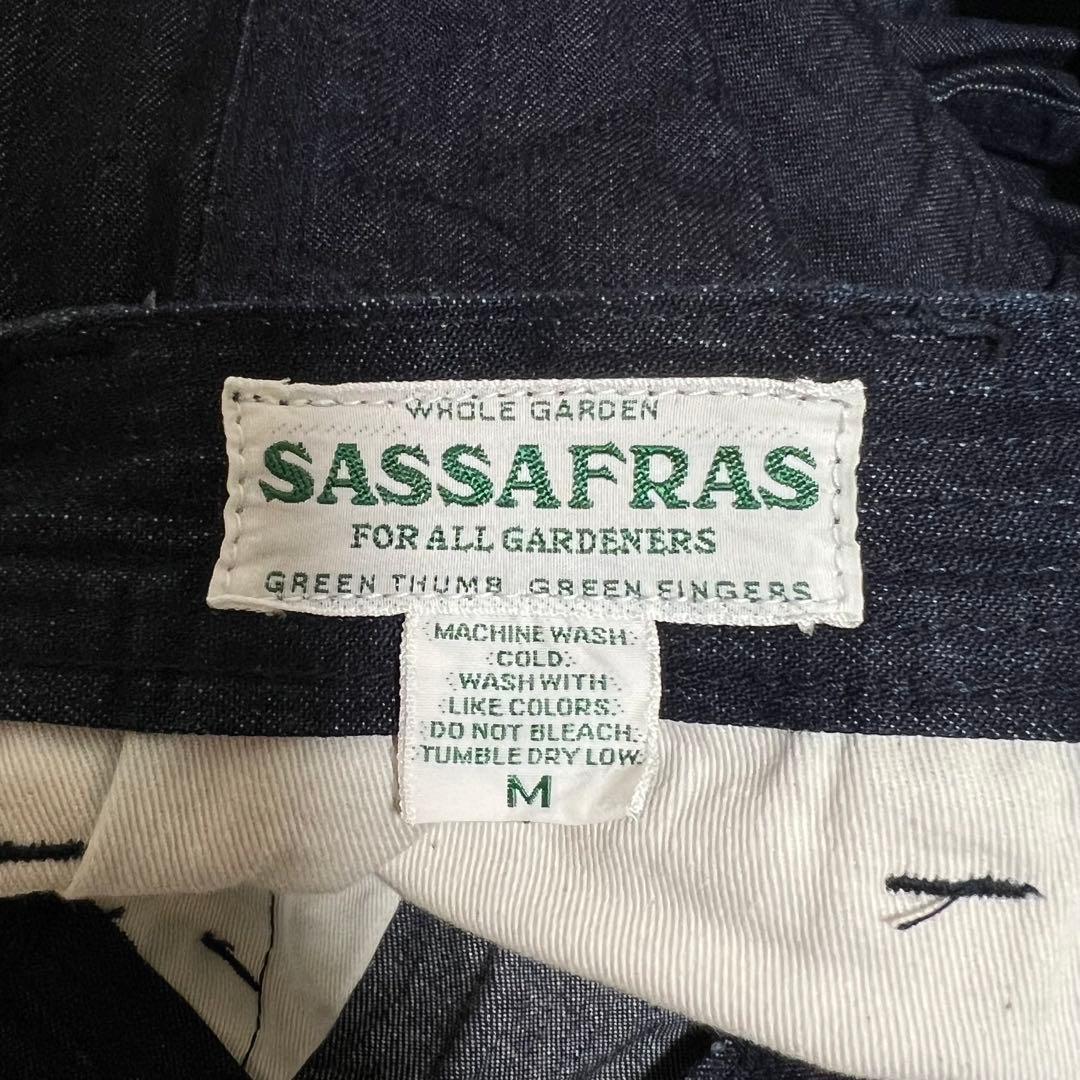 WHOLE GARDEN
SASSAFRAS
FOR ALL GARDENERS
GREEN THUMB GREEN FINGERS
MACHINE WASH
COLD.
WASH WITH
LIKE COLORS.
DO NOT BLEACH.
TUMBLE DRY LOW.
M